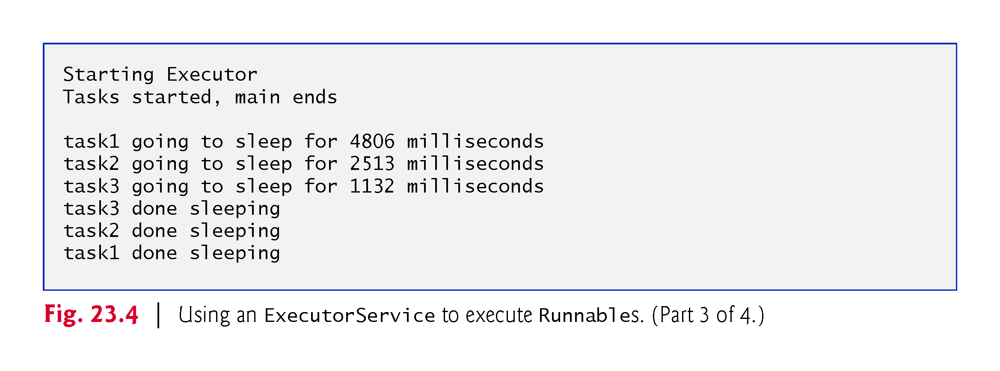 Starting Executor
Tasks started, main ends
task1 going to sleep for 4806 milliseconds
task2 going to sleep for 2513 milliseconds
task3 going to sleep for 1132 milliseconds
task3 done sleeping
task2 done sleeping
task1 done sleeping
Fig. 23.4 | Using an ExecutorService to execute Runnables. (Part 3 of 4.)